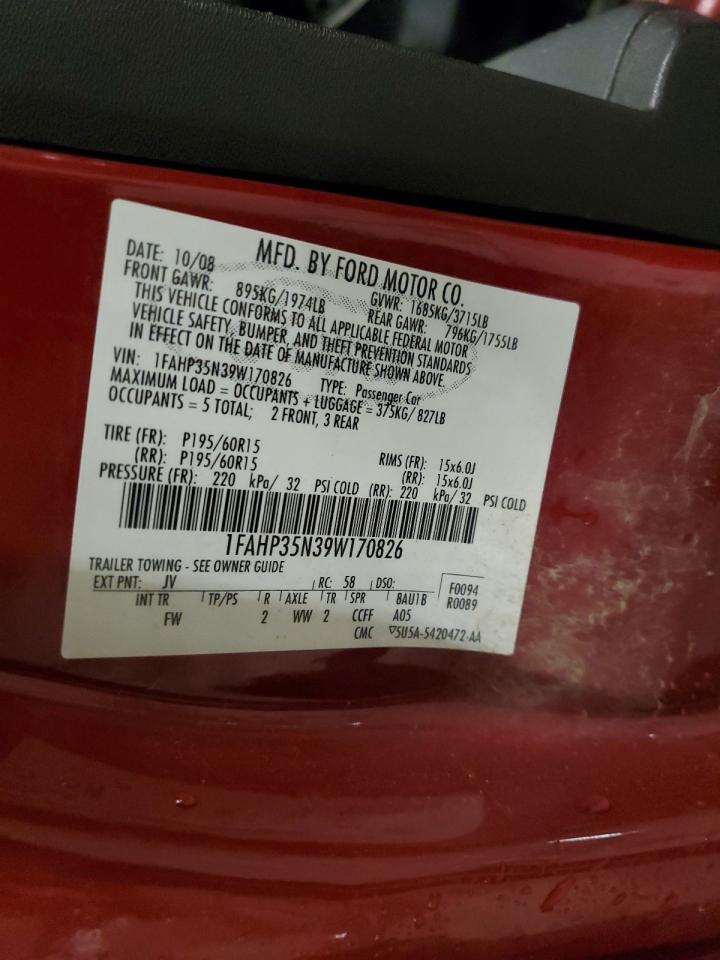 MFD. BY FORD MOTOR CO.
DATE: 10/08 GVWR: 1685KG/3715LB
FRONT GAWR: 895KG/1974LB REAR GAWR: 796KG/1755LB
THIS VEHICLE CONFORMS TO ALL APPLICABLE FEDERAL MOTOR
VEHICLE SAFETY, BUMPER, AND THEFT PREVENTION STANDARDS
IN EFFECT ON THE DATE OF MANUFACTURE SHOWN ABOVE.
VIN: 1FAHP35N39W170826 TYPE: Passenger Car
MAXIMUM LOAD = OCCUPANTS + LUGGAGE = 375KG/ 827LB
OCCUPANTS = 5 TOTAL; 2 FRONT, 3 REAR
TIRE (FR): P195/60R15 RIMS (FR): 15x6.0J
(RR): P195/60R15 (RR): 15x6.0J
PRESSURE (FR): 220 kPa/ 32 PSI COLD (RR): 220 kPa/ 32 PSI COLD
1FAHP35N39W170826
TRAILER TOWING - SEE OWNER GUIDE
EXT PNT: JV RC: 58 DSO: F0094
INT TR TP/PS R AXLE TR SPR BAU1B R0089
FW 2 WW 2 CCFF A05
CMC ▽5U5A-5420472-AA